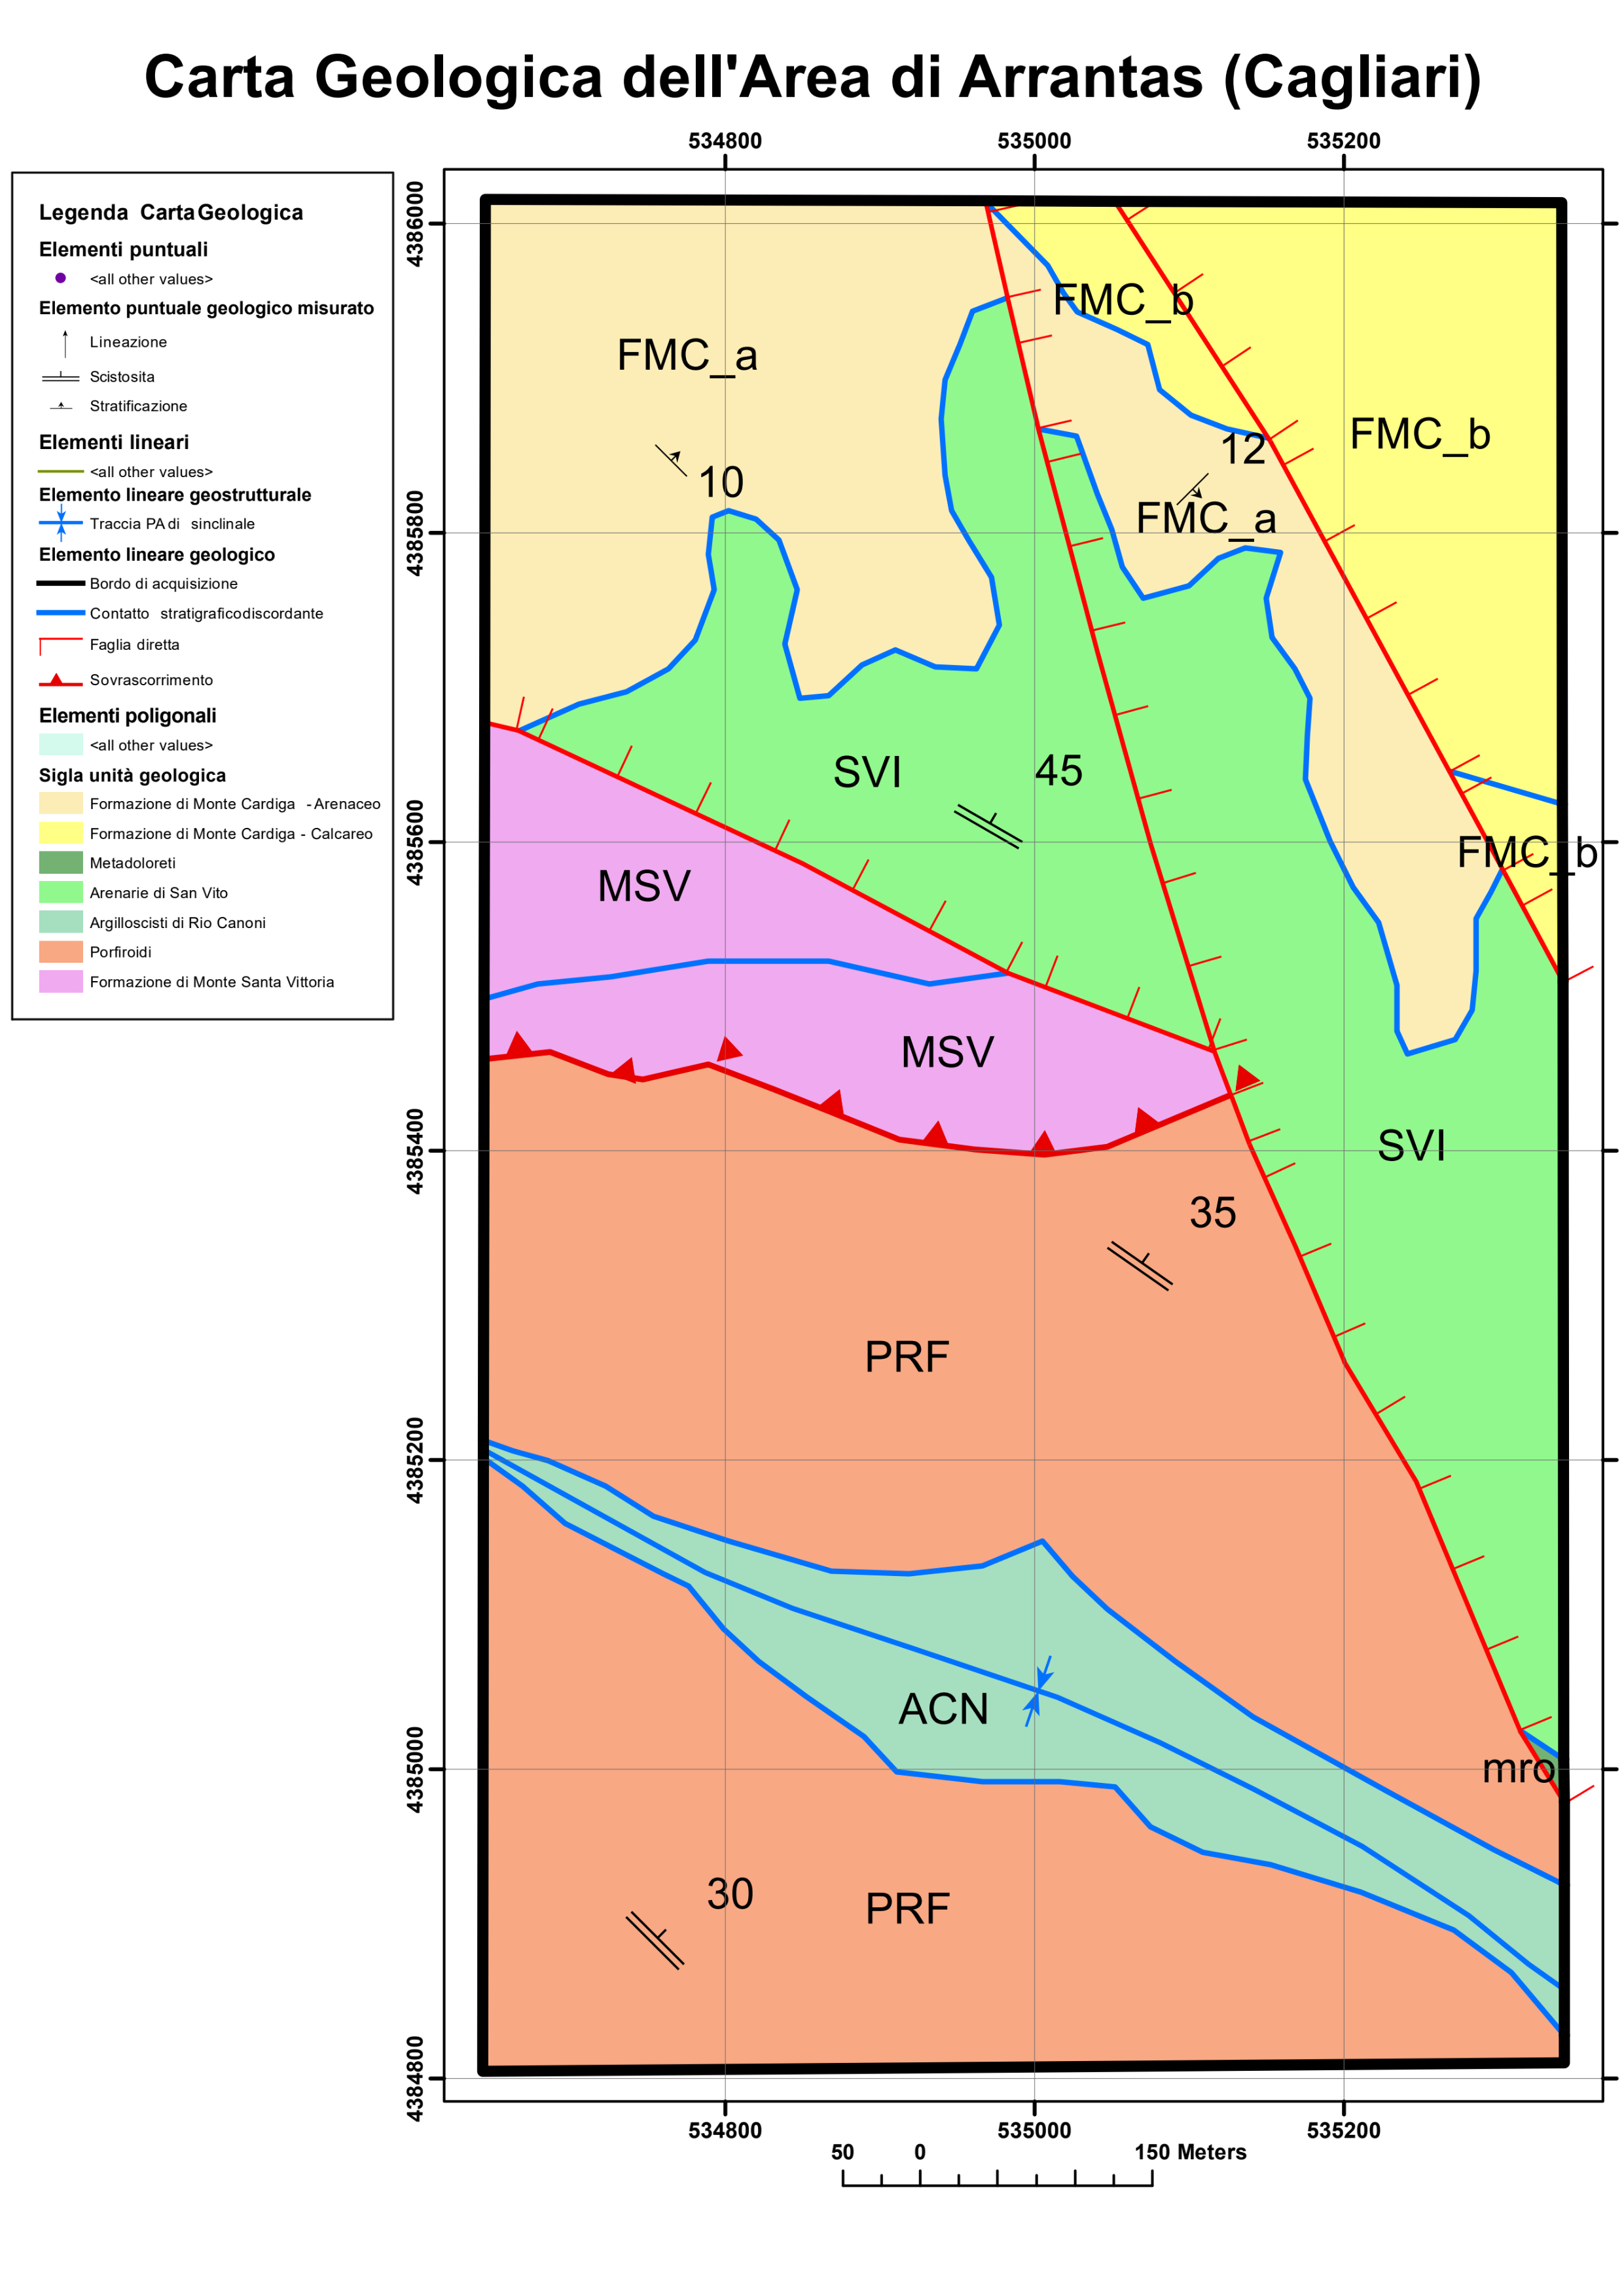 Carta Geologica dell'Area di Arrantas (Cagliari)
534800 535000 535200
Legenda CartaGeologica
Elementi puntuali
<all other values>
Elemento puntuale geologico misurato
Lineazione
Scistosita
Stratificazione
Elementi lineari
<all other values>
Elemento lineare geostrutturale
Traccia PA di sinclinale
Elemento lineare geologico
Bordo di acquisizione
Contatto stratigraficodiscordante
Faglia diretta
Sovrascorrimento
Elementi poligonali
<all other values>
Sigla unità geologica
Formazione di Monte Cardiga - Arenaceo
Formazione di Monte Cardiga - Calcareo
Metadoloreti
Arenarie di San Vito
Argilloscisti di Rio Canoni
Porfiroidi
Formazione di Monte Santa Vittoria
4386000
4385800
4385600
4385400
4385200
4385000
4384800
FMC_b
FMC_a
FMC_b
12
10
FMC_a
SVI
45
FMC_b
MSV
MSV
SVI
35
PRF
ACN
mro
30
PRF
534800 535000 535200
50 0 150 Meters